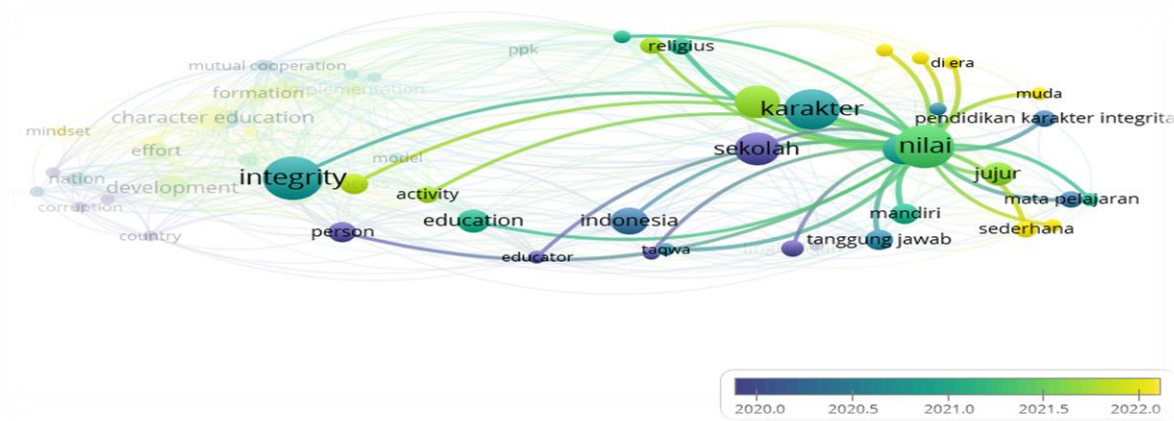 ppk
religius
di era
mutual cooperation
formation
implementation
muda
character education
karakter
pendidikan karakter integrita
mindset
effort
sekolah
nilai
model
nation
development
integrity
activity
jujur
corruption
mata pelajaran
country
person
education
indonesia
mandiri
sederhana
educator
taqwa
tanggung jawab
2020.0 2020.5 2021.0 2021.5 2022.0